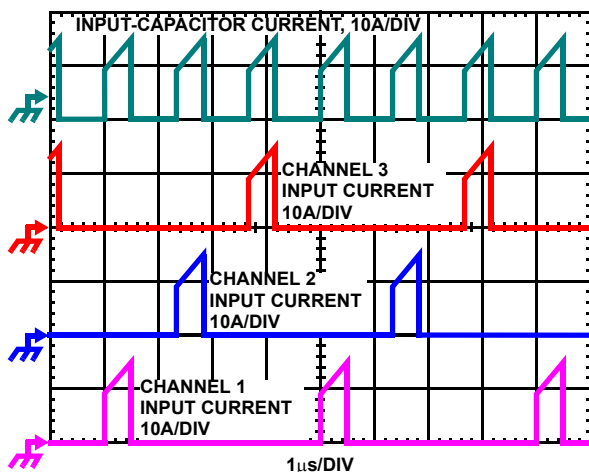 INPUT-CAPACITOR CURRENT, 10A/DIV
CHANNEL 3
INPUT CURRENT
10A/DIV
CHANNEL 2
INPUT CURRENT
10A/DIV
CHANNEL 1
INPUT CURRENT
10A/DIV
1μs/DIV